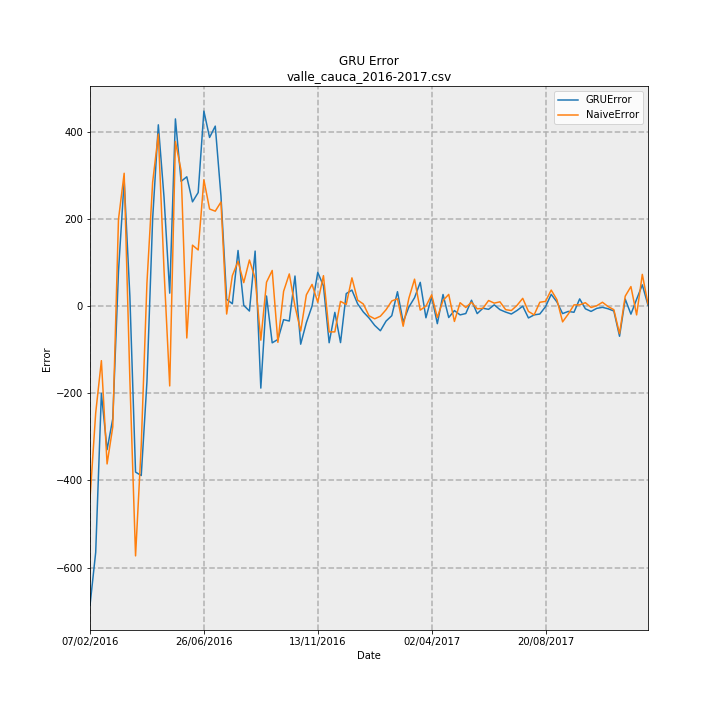 GRU Error
valle_cauca_2016-2017.csv
GRUError
NaiveError
400
200
0
−200
−400
−600
Error
07/02/2016 26/06/2016 13/11/2016 02/04/2017 20/08/2017
Date